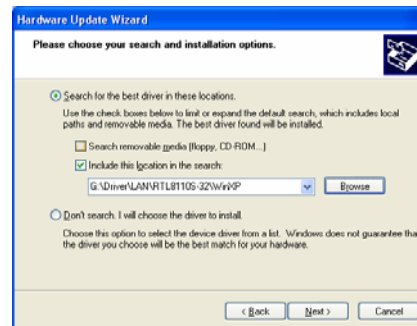 Hardware Update Wizard
Please choose your search and installation options.
Search for the best driver in these locations.
Use the check boxes below to limit or expand the default search, which includes local
paths and removable media. The best driver found will be installed.
Search removable media (floppy, CD-ROM...)
Include this location in the search:
G:\Driver\LAN\RTL8110S-32\WinXP
Browse
Don't search. I will choose the driver to install.
Choose this option to select the device driver from a list. Windows does not guarantee tha
the driver you choose will be the best match for your hardware.
< Back Next > Cancel